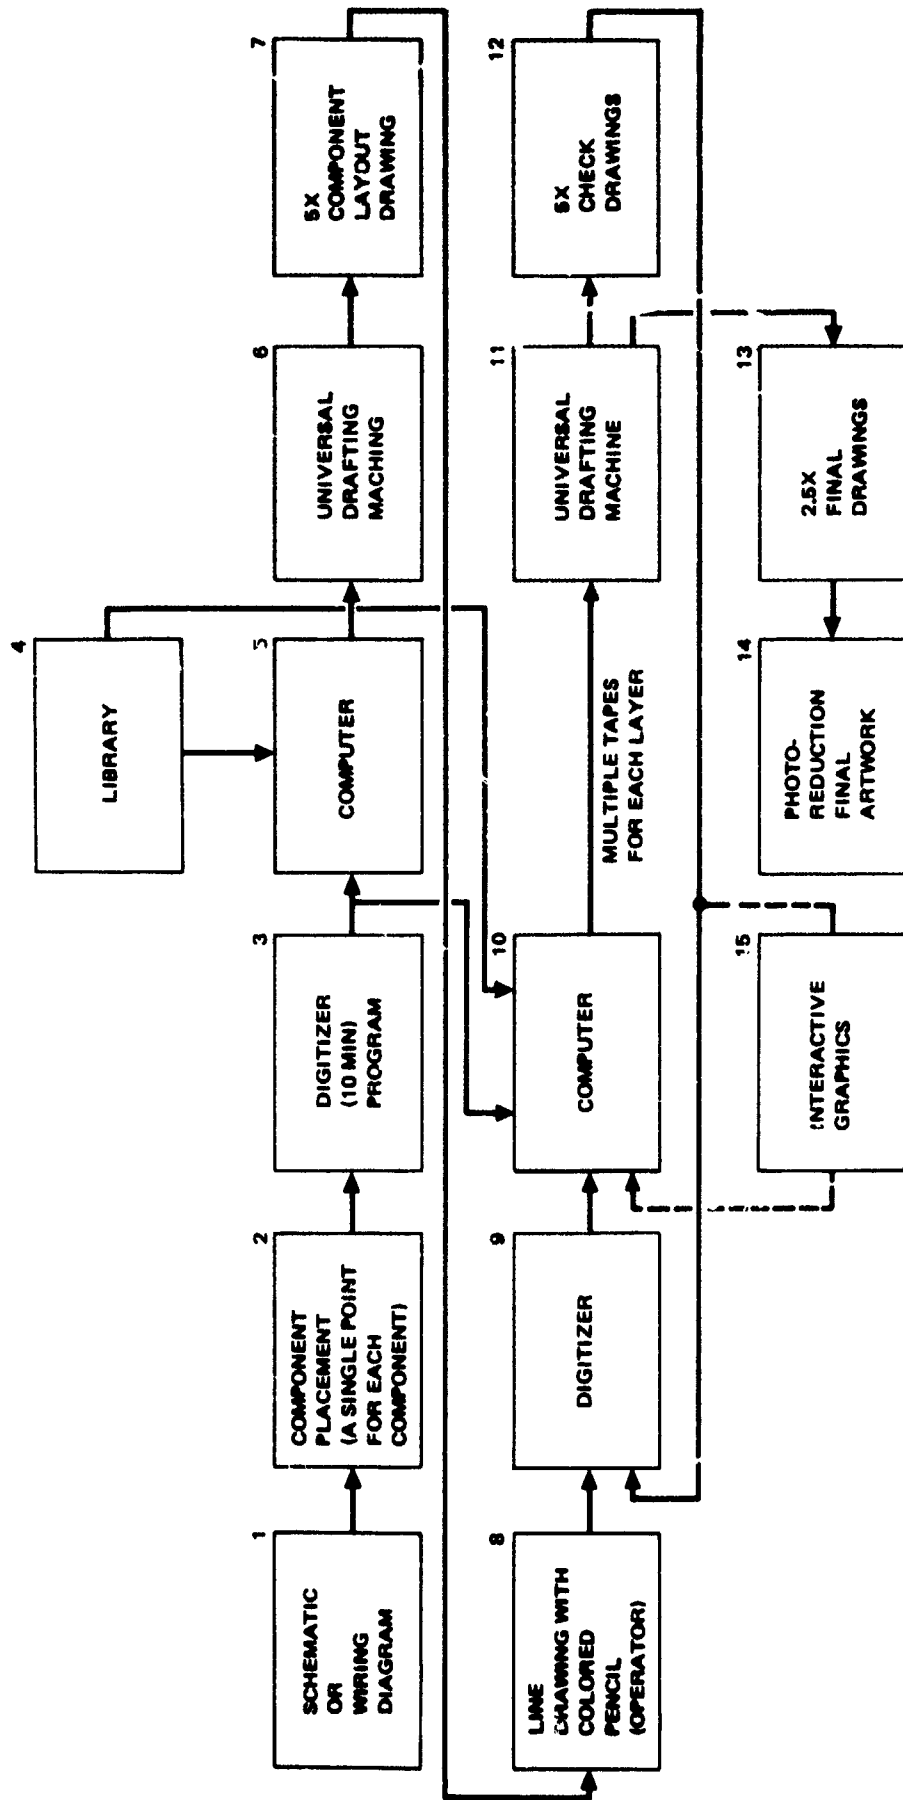 1
SCHEMATIC
OR
WIRING
DIAGRAM
2
COMPONENT
PLACEMENT
(A SINGLE POINT
FOR EACH
COMPONENT)
3
DIGITIZER
(10 MIN)
PROGRAM
4
LIBRARY
5
COMPUTER
6
UNIVERSAL
DRAFTING
MACHING
7
5X
COMPONENT
LAYOUT
DRAWING
8
LINE
DRAWING WITH
COLORED
PENCIL
(OPERATOR)
9
DIGITIZER
10
COMPUTER
MULTIPLE TAPES
FOR EACH LAYER
11
UNIVERSAL
DRAFTING
MACHINE
12
5X
CHECK
DRAWINGS
13
2.5X
FINAL
DRAWINGS
14
PHOTO-
REDUCTION
FINAL
ARTWORK
15
INTERACTIVE
GRAPHICS